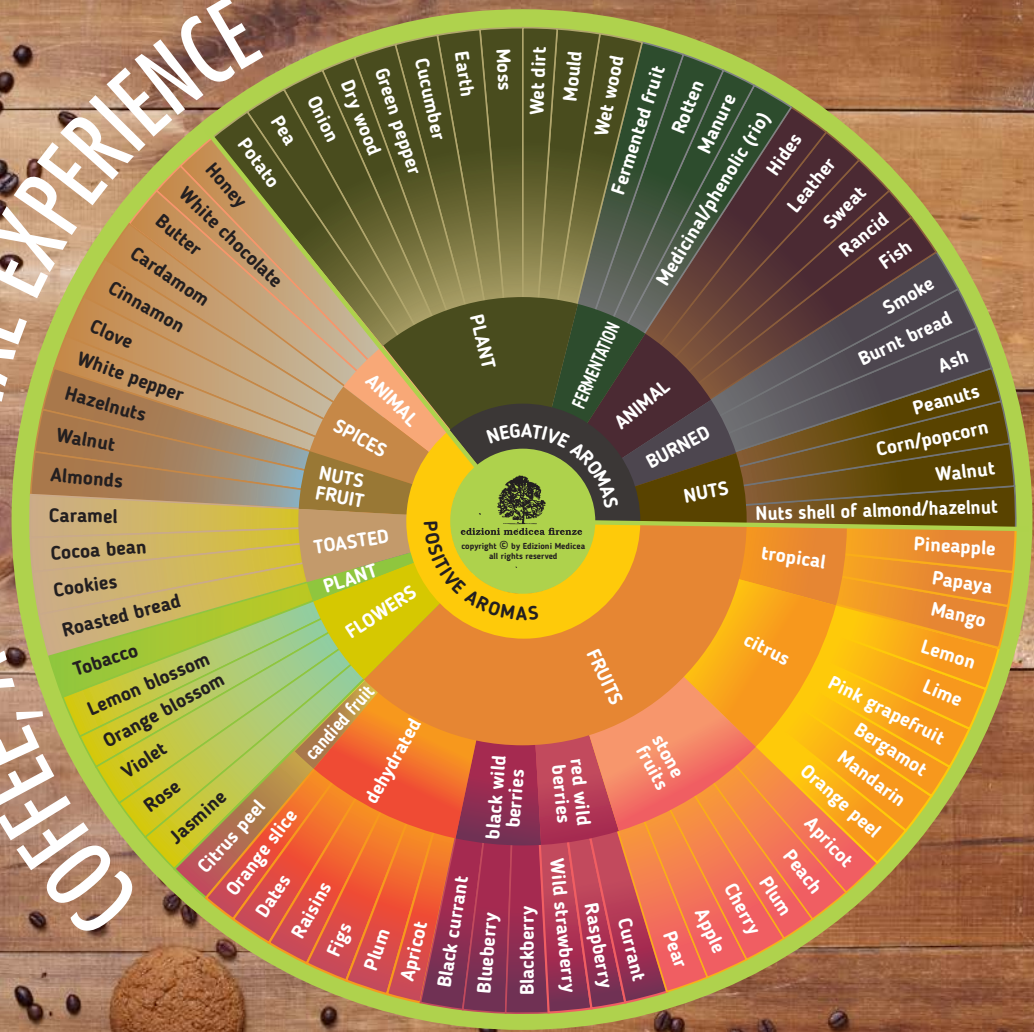 COFFEE,
EXPERIENCE
edizioni medicea firenze
copyright © by Edizioni Medicea
all rights reserved
NEGATIVE AROMAS
PLANT
Potato
Pea
Onion
Dry wood
Green pepper
Cucumber
Earth
Moss
Wet dirt
Mould
Wet wood
FERMENTATION
Fermented fruit
Rotten
Manure
Medicinal/phenolic (rio)
ANIMAL
Hides
Leather
Sweat
Rancid
Fish
BURNED
Smoke
Burnt bread
Ash
NUTS
Peanuts
Corn/popcorn
Walnut
Nuts shell of almond/hazelnut
POSITIVE AROMAS
FRUITS
tropical
Pineapple
Papaya
Mango
citrus
Lemon
Lime
Pink grapefruit
Bergamot
Mandarin
Orange peel
stone
fruits
Apricot
Peach
Plum
Cherry
Apple
Pear
red wild
berries
Currant
Raspberry
Wild strawberry
black wild
berries
Blackberry
Blueberry
Black currant
dehydrated
Apricot
Plum
Figs
Raisins
Dates
Orange slice
candied fruit
Citrus peel
FLOWERS
Jasmine
Rose
Violet
Orange blossom
Lemon blossom
PLANT
Tobacco
TOASTED
Roasted bread
Cookies
Cocoa bean
Caramel
NUTS
FRUIT
Almonds
Walnut
Hazelnuts
SPICES
White pepper
Clove
Cinnamon
Cardamom
Butter
ANIMAL
White chocolate
Honey